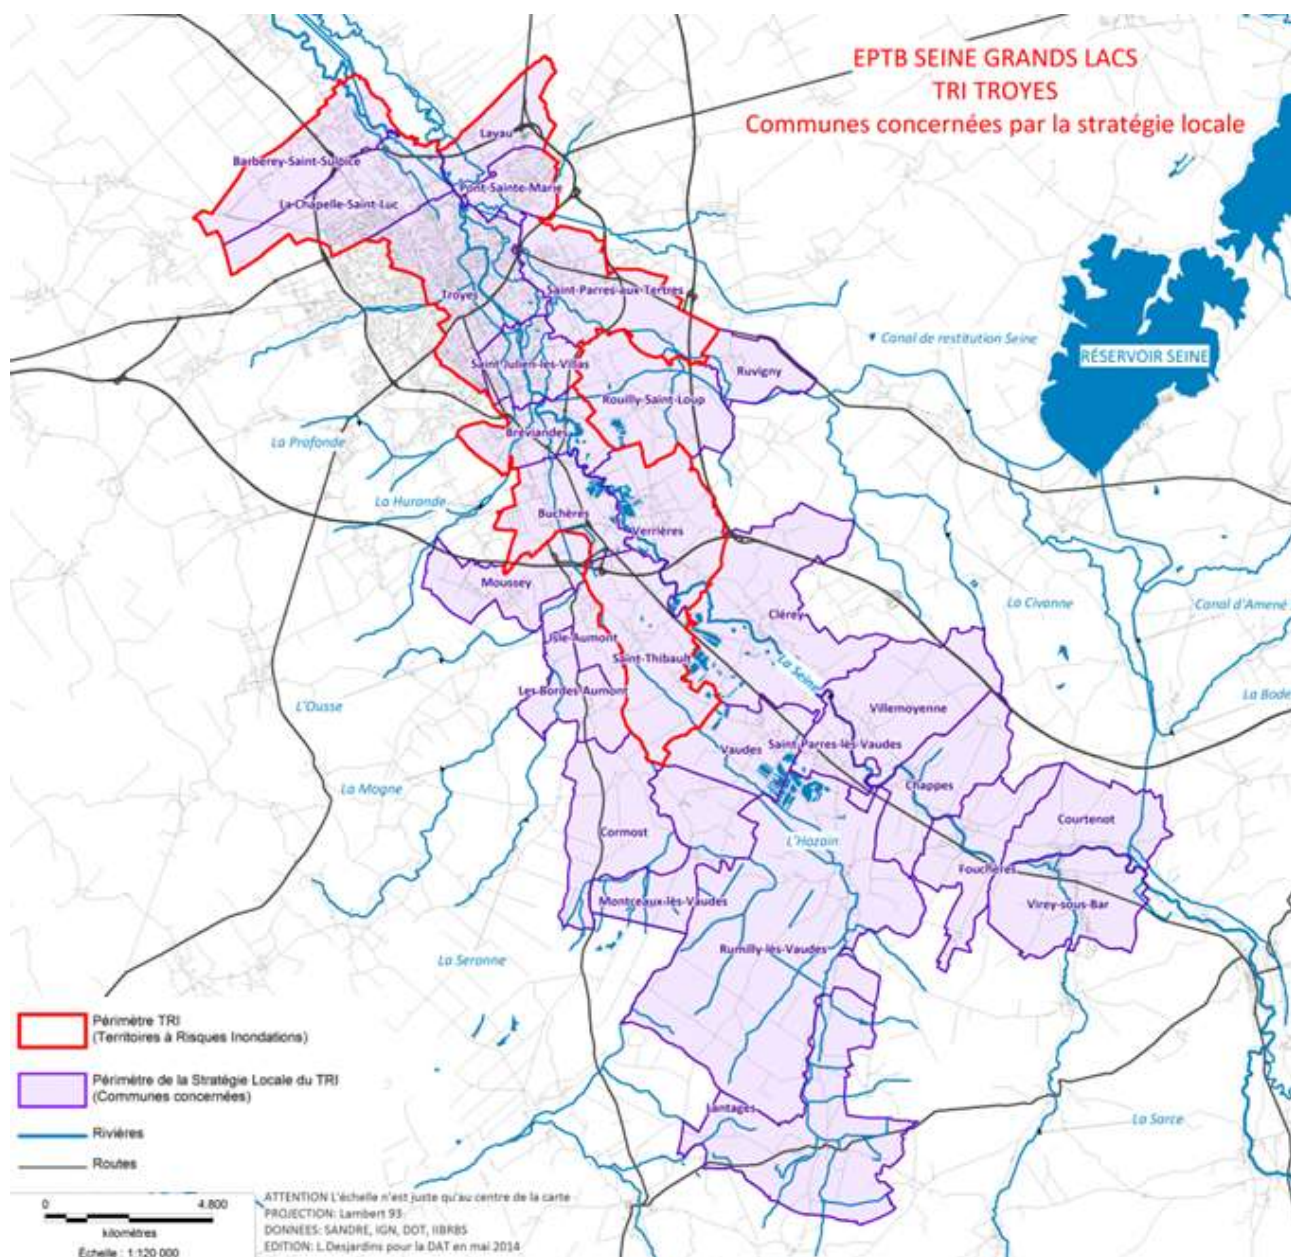 EPTB SEINE GRANDS LACS
TRI TROYES
Communes concernées par la stratégie locale
Lavau
Barberey-Saint-Sulpice
Pont-Sainte-Marie
La-Chapelle-Saint-Luc
Troyes
Saint-Parres-aux-Tertres
Canal de restitution Seine
RÉSERVOIR SEINE
Saint-Julien-les-Villas
Ruvigny
Rouilly-Saint-Loup
La Profonde
Bréviandes
La Hurande
Buchères
Verrières
Moussey
Clérey
La Civanne
Canal d'Amené
Isle-Aumont
Saint-Thibault
La Seine
Les Bordes-Aumont
L'Ousse
Villemoyenne
La Bode
Vaudes
Saint-Parres-lès-Vaudes
La Mogne
Chappes
Courtenot
Cormost
L'Hozain
Fouchères
Montceaux-lès-Vaudes
Virey-sous-Bar
Rumilly-lès-Vaudes
La Seronne
Lantages
La Sarce
Périmètre TRI
(Territoires à Risques Inondations)
Périmètre de la Stratégie Locale du TRI
(Communes concernées)
Rivières
Routes
0 4.800
kilomètres
Échelle : 1:120 000
ATTENTION L'échelle n'est juste qu'au centre de la carte
PROJECTION: Lambert 93
DONNEES: SANDRE, IGN, DDT, IIBRBS
EDITION: L.Desjardins pour la DAT en mai 2014